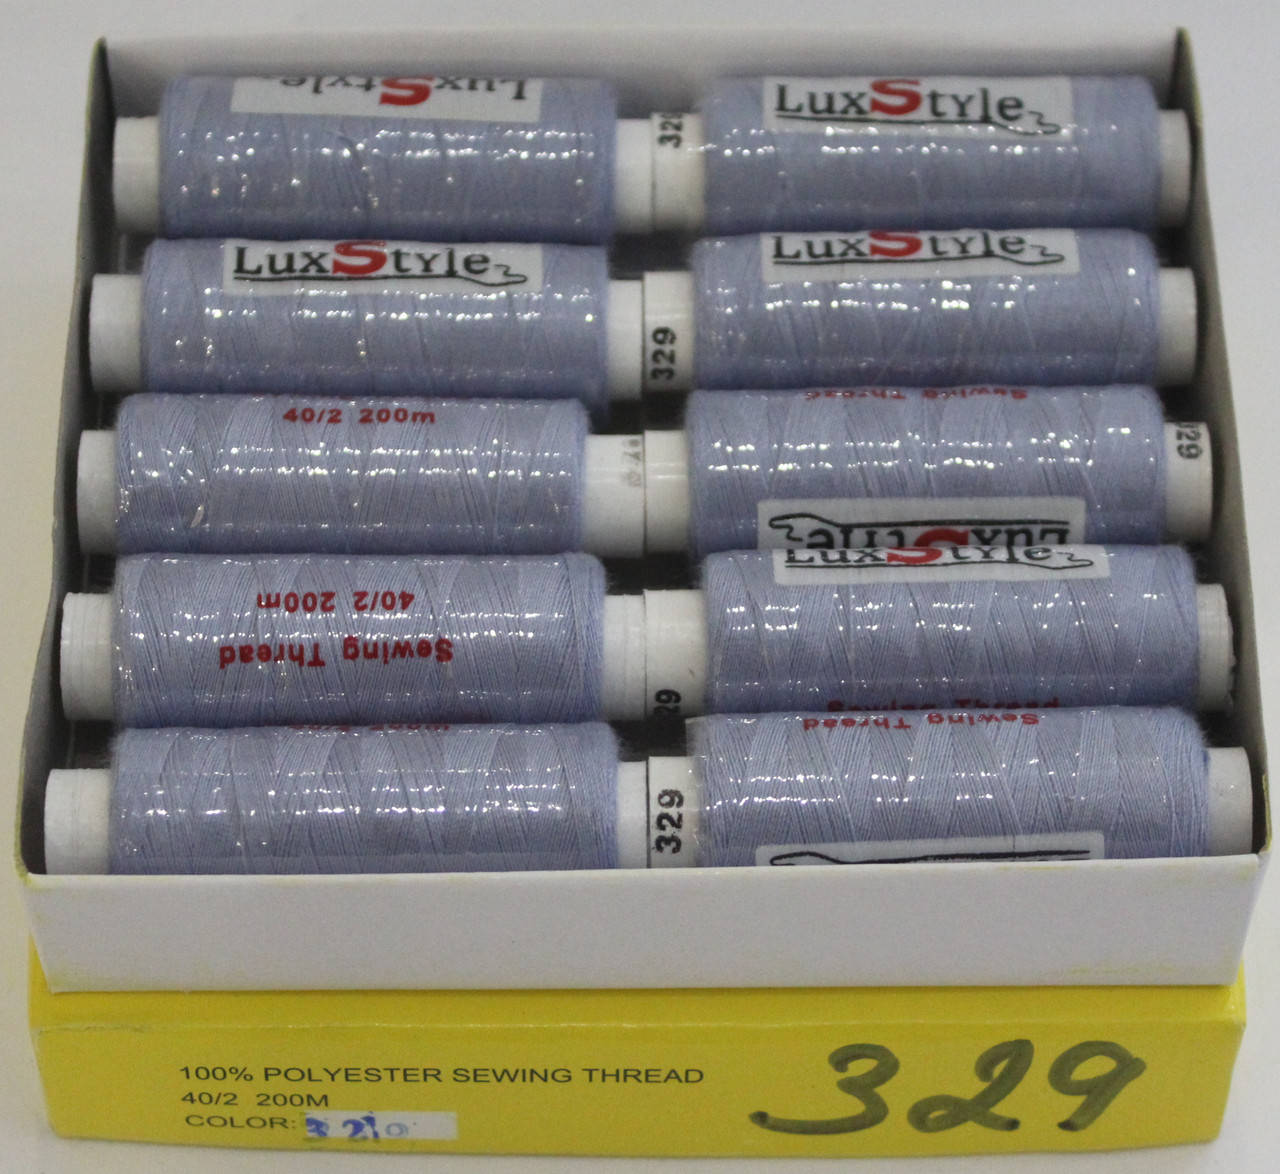 LuxStyle
LuxStyle
329
LuxStyle
LuxStyle
329
40/2 200m
Sewing Thread
329
LuxStyle
40/2 200m
Sewing Thread
LuxStyle
Sewing Thread
329
100% POLYESTER SEWING THREAD
40/2 200M
COLOR:
329